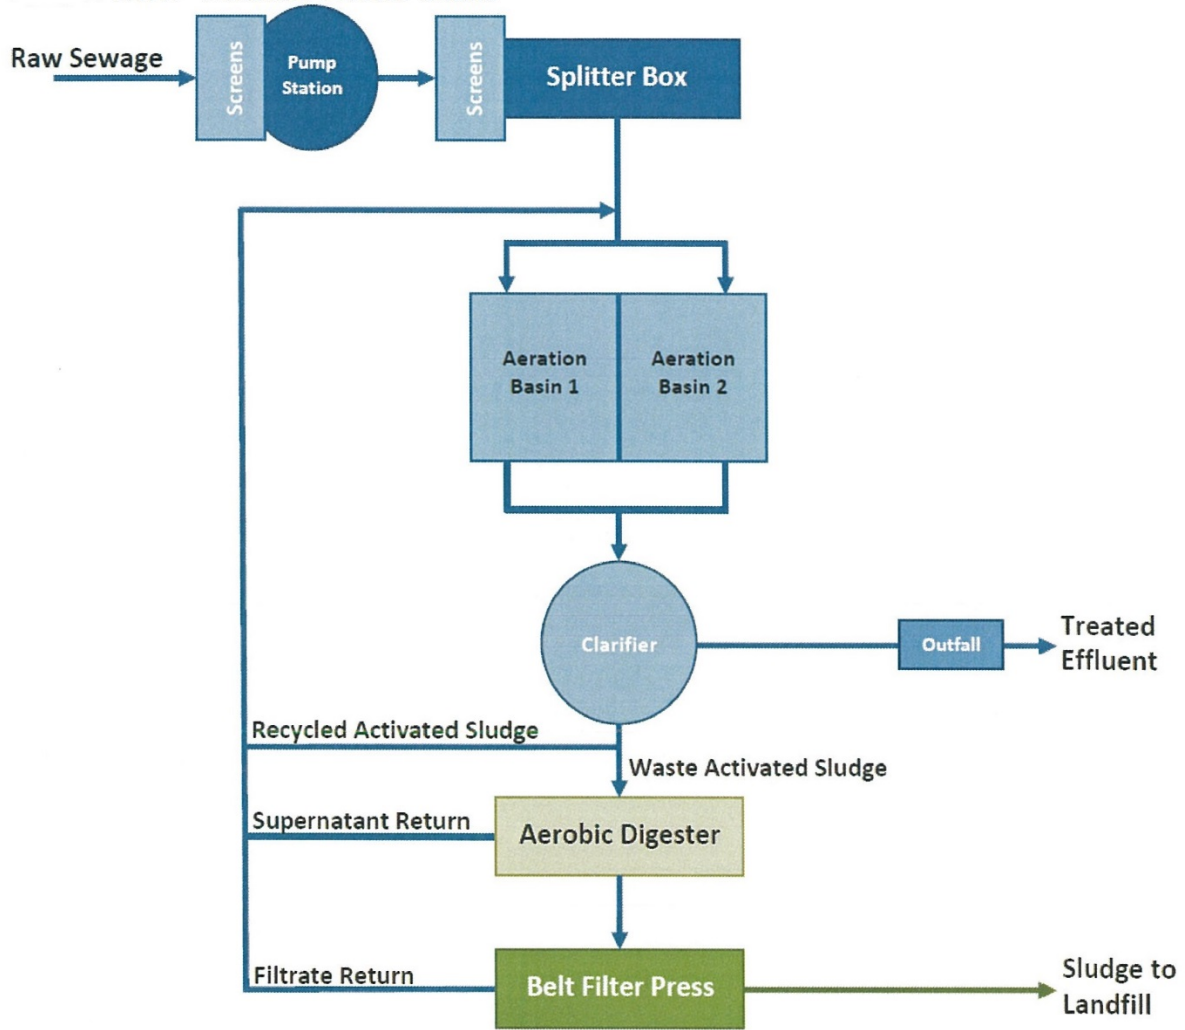 Raw Sewage
Screens
Pump
Station
Screens
Splitter Box
Aeration
Basin 1
Aeration
Basin 2
Clarifier
Outfall
Treated
Effluent
Recycled Activated Sludge
Waste Activated Sludge
Supernatant Return
Aerobic Digester
Filtrate Return
Belt Filter Press
Sludge to
Landfill